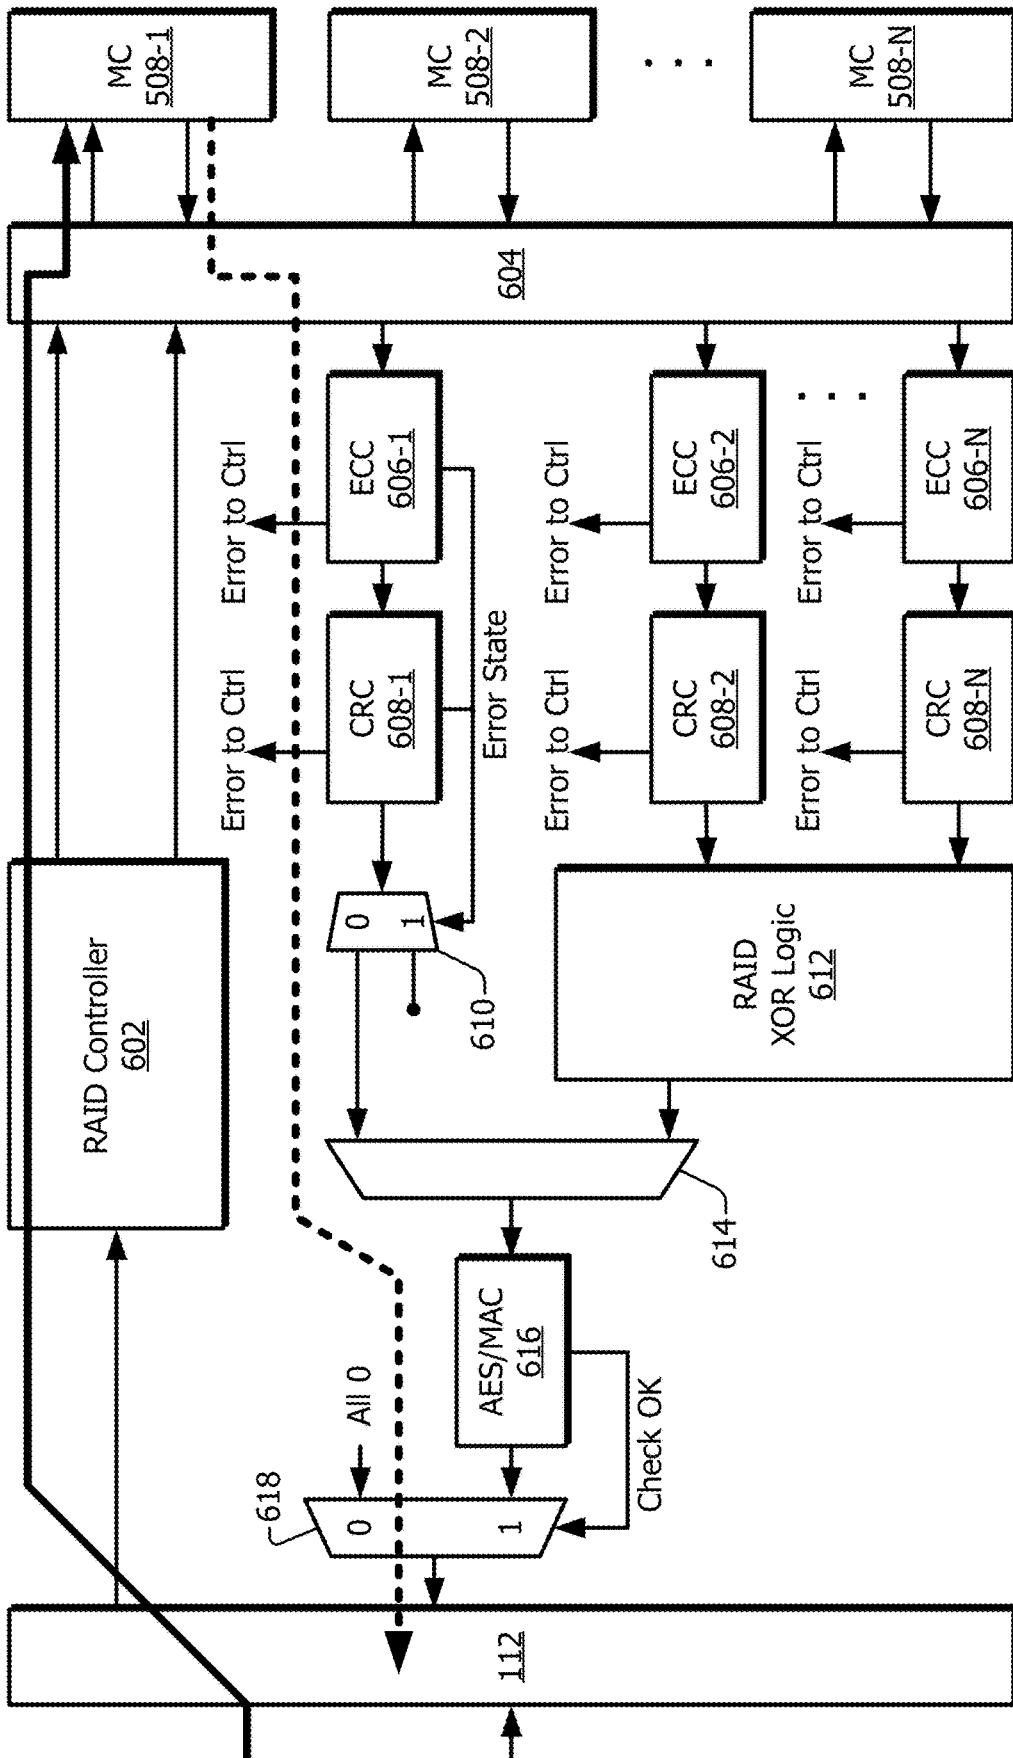 MC
508-1
MC
508-2
. . .
MC
508-N
604
ECC
606-1
ECC
606-2
. . .
ECC
606-N
Error to Ctrl
Error to Ctrl
Error to Ctrl
CRC
608-1
CRC
608-2
CRC
608-N
Error to Ctrl
Error to Ctrl
Error to Ctrl
Error State
RAID Controller
602
0
1
610
RAID
XOR Logic
612
614
AES/MAC
616
All 0
Check OK
618
0
1
112